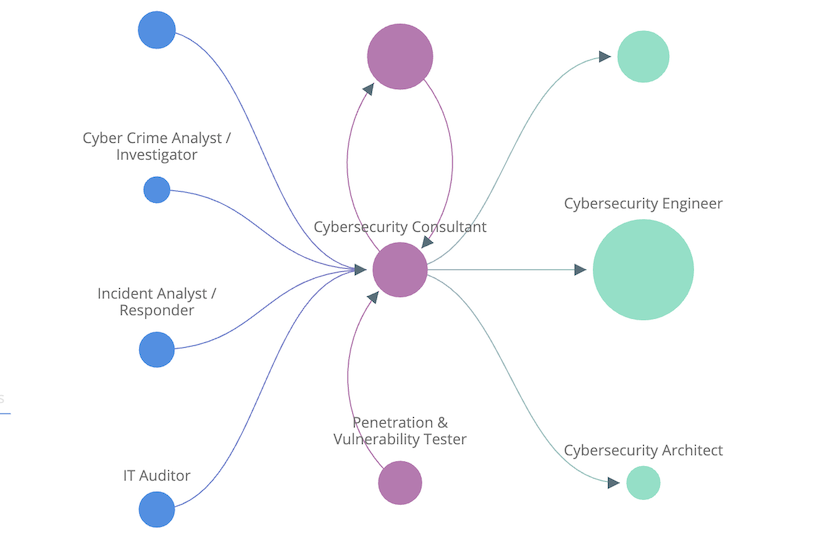 Cyber Crime Analyst /
Investigator
Cybersecurity Consultant
Cybersecurity Engineer
Incident Analyst /
Responder
Penetration &
Vulnerability Tester
Cybersecurity Architect
IT Auditor